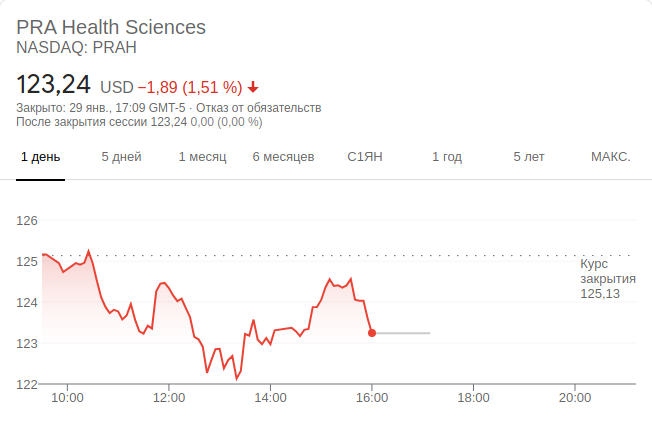 PRA Health Sciences
NASDAQ: PRAH
123,24 USD −1,89 (1,51 %)
Закрыто: 29 янв., 17:09 GMT-5 · Отказ от обязательств
После закрытия сессии 123,24 0,00 (0,00 %)
1 день 5 дней 1 месяц 6 месяцев С1ЯН 1 год 5 лет МАКС.
126
125
124
123
122
Курс
закрытия
125,13
10:00 12:00 14:00 16:00 18:00 20:00